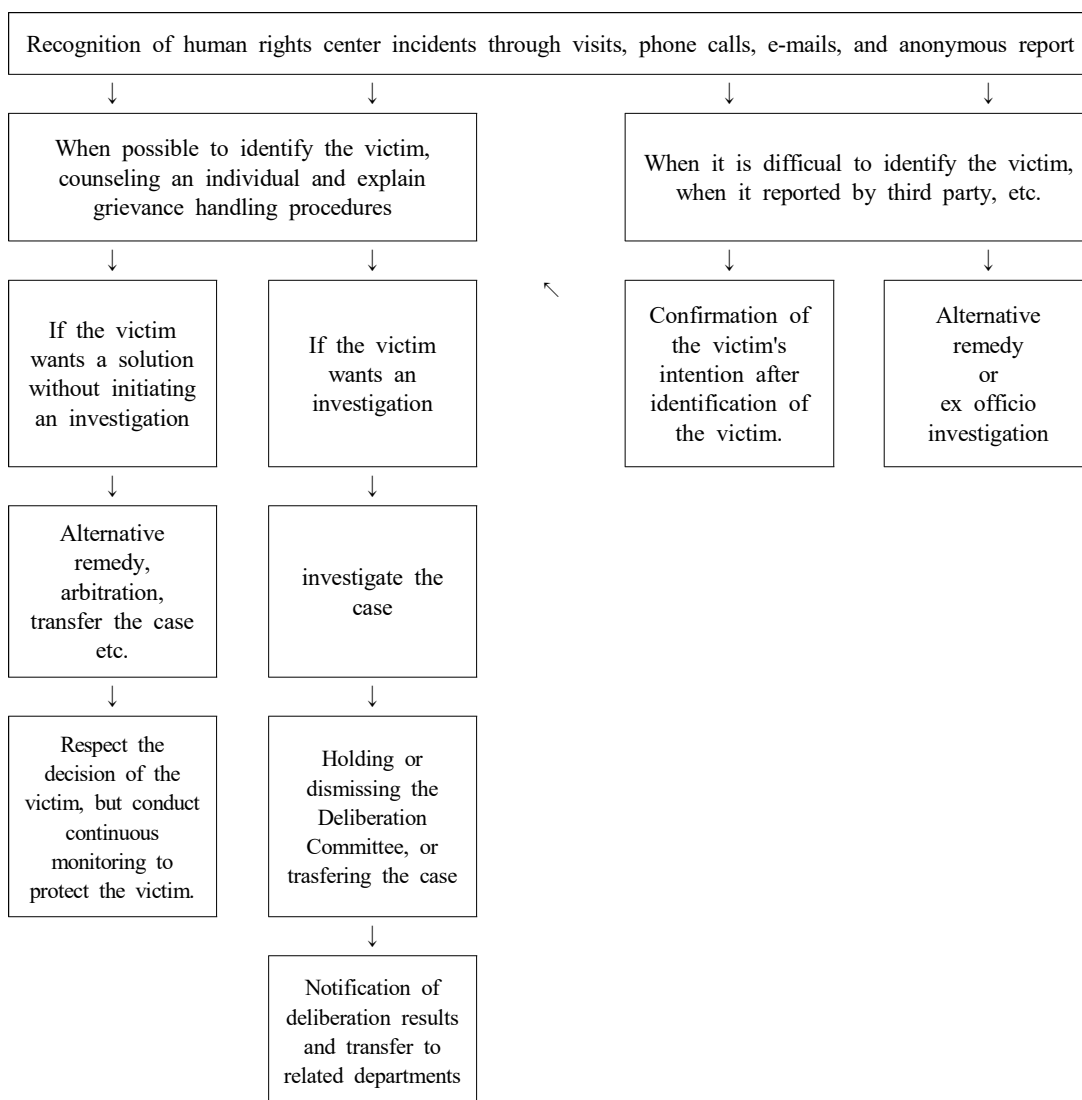 Recognition of human rights center incidents through visits, phone calls, e-mails, and anonymous report
↓
↓
↓
↓
When possible to identify the victim,
counseling an individual and explain
grievance handling procedures
When it is difficual to identify the victim,
when it reported by third party, etc.
↓
↓
↓
↓
If the victim
wants a solution
without initiating
an investigation
If the victim
wants an
investigation
↖
Confirmation of
the victim's
intention after
identification of
the victim.
Alternative
remedy
or
ex officio
investigation
↓
↓
Alternative
remedy,
arbitration,
transfer the case
etc.
investigate the
case
↓
↓
Respect the
decision of the
victim, but conduct
continuous
monitoring to
protect the victim.
Holding or
dismissing the
Deliberation
Committee, or
trasfering the case
↓
Notification of
deliberation results
and transfer to
related departments